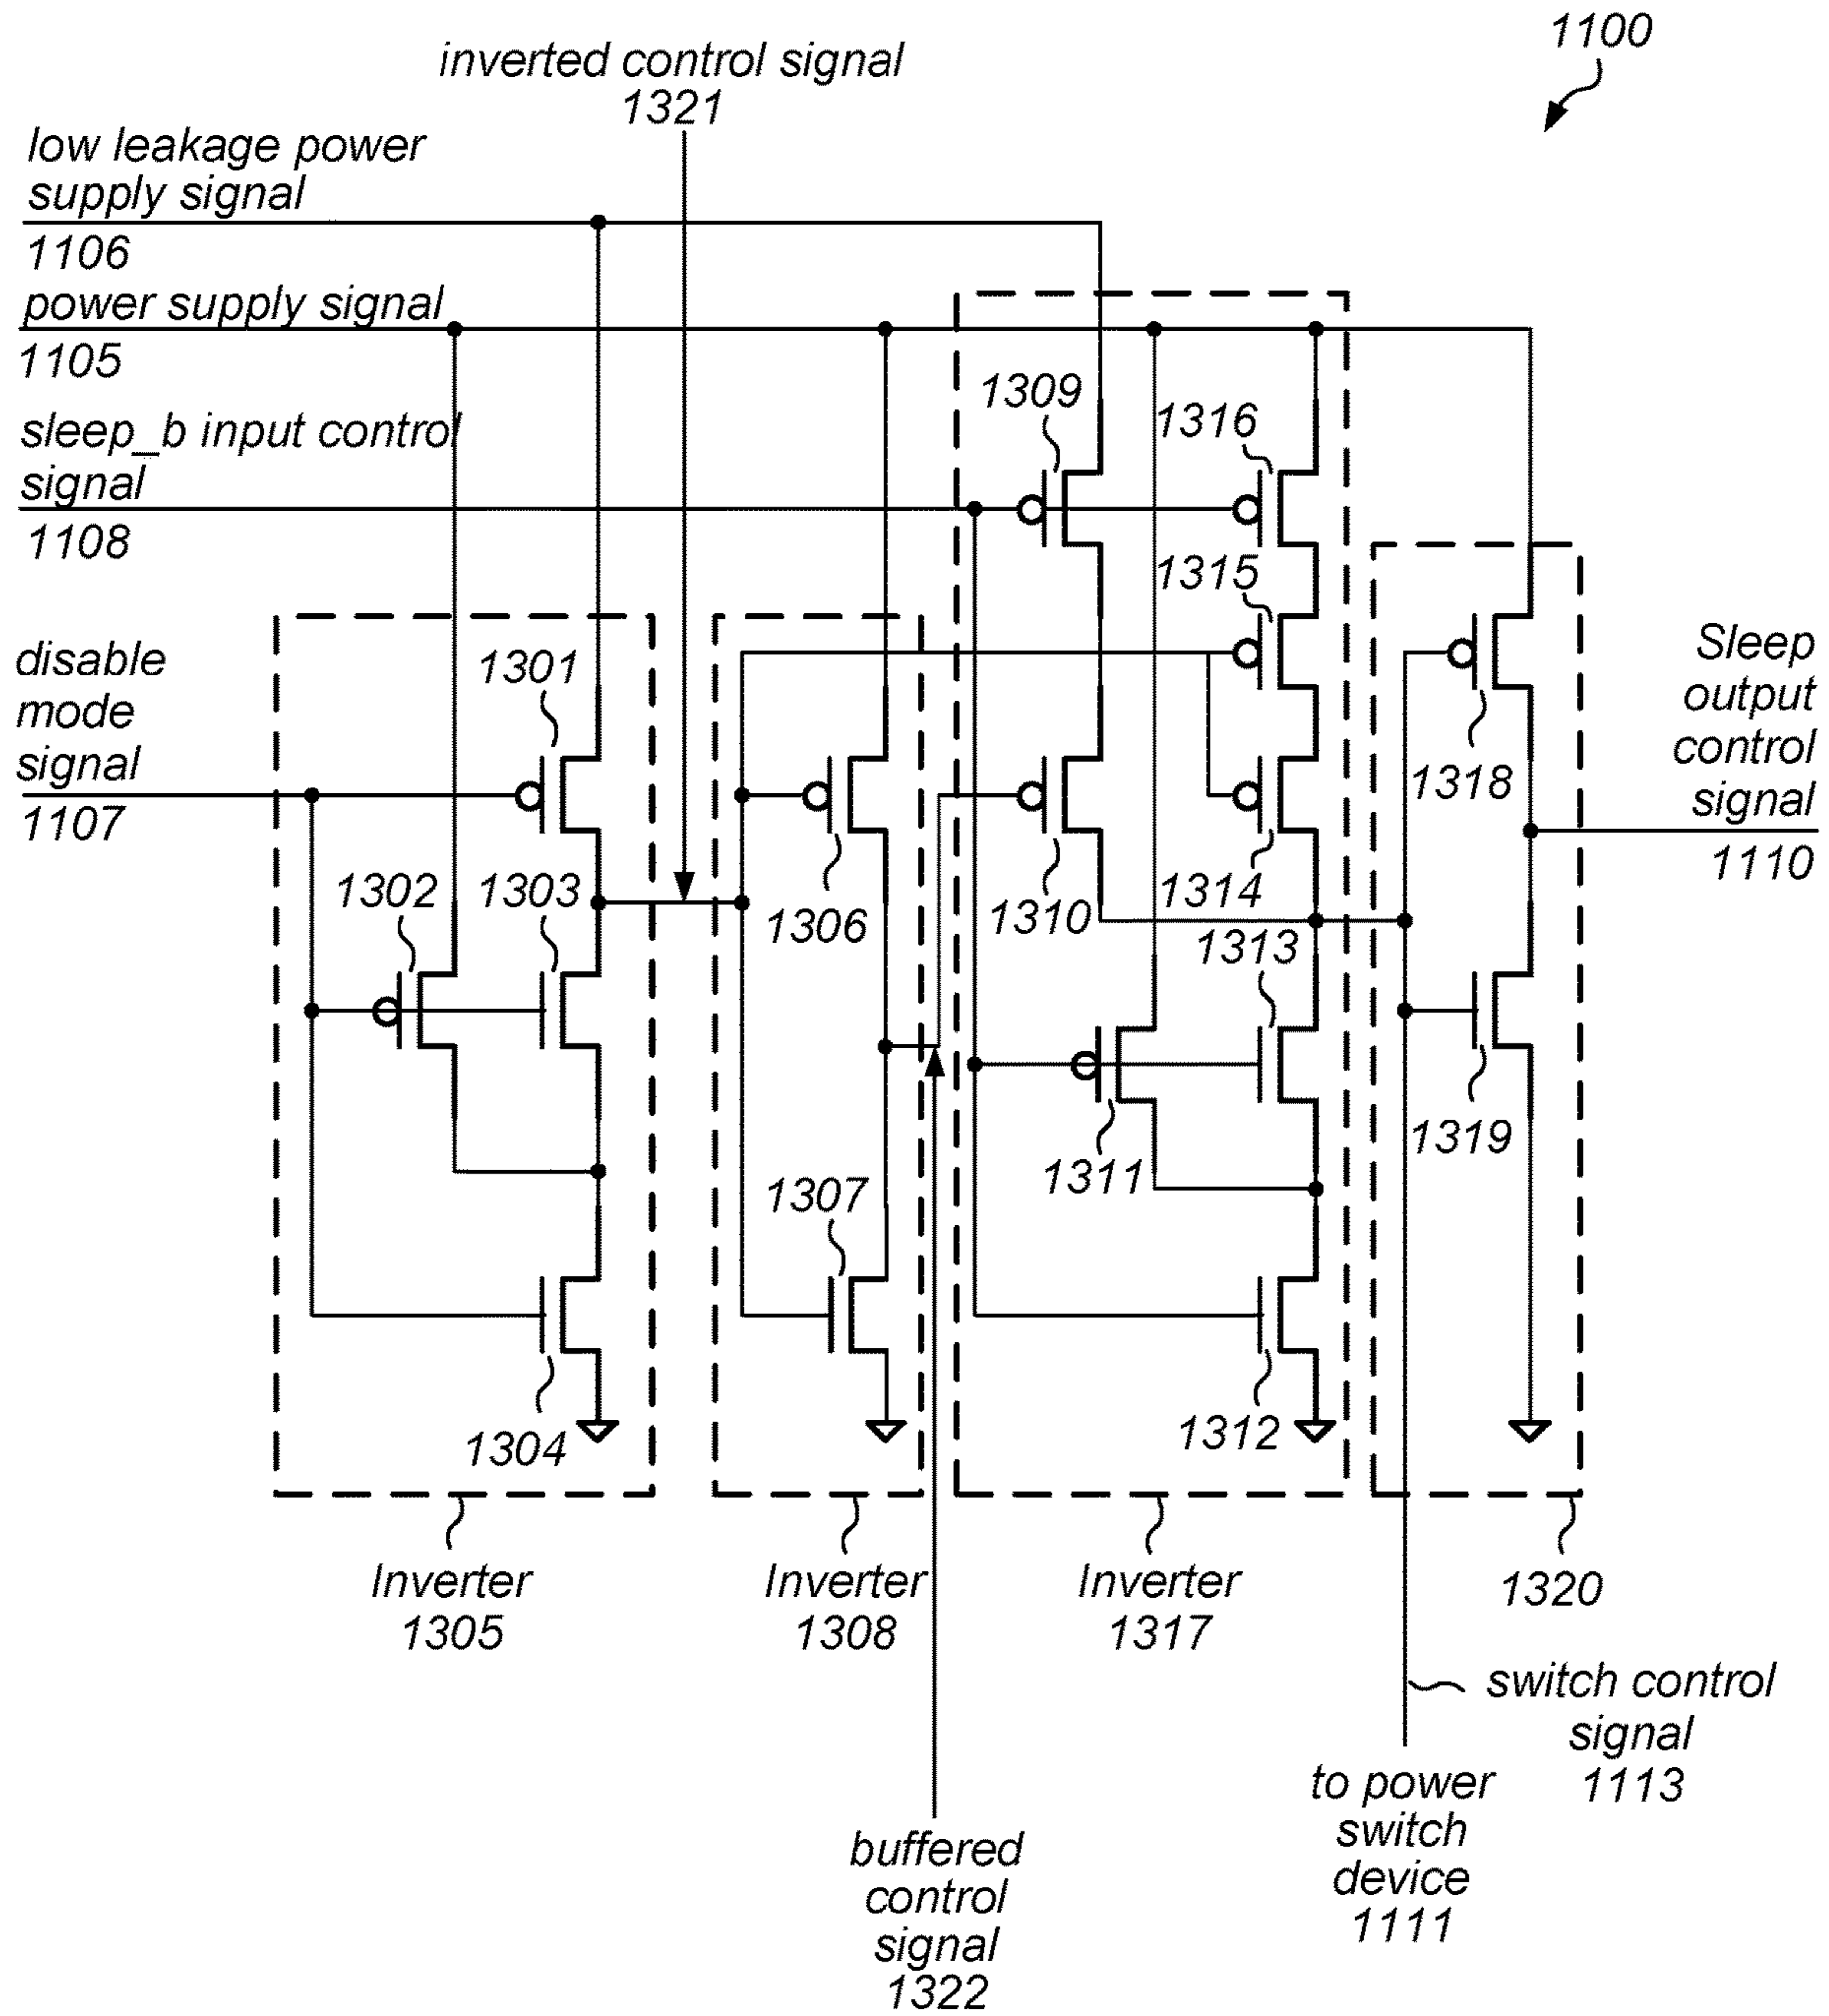 1100
inverted control signal
1321
low leakage power
supply signal
1106
power supply signal
1105
sleep_b input control
signal
1108
disable
mode
signal
1107
1309
1316
1315
1301
1302
1303
1306
1310
1314
1313
1318
Sleep
output
control
signal
1110
1304
1307
1311
1312
1319
Inverter
1305
Inverter
1308
Inverter
1317
1320
switch control
signal
1113
to power
switch
device
1111
buffered
control
signal
1322